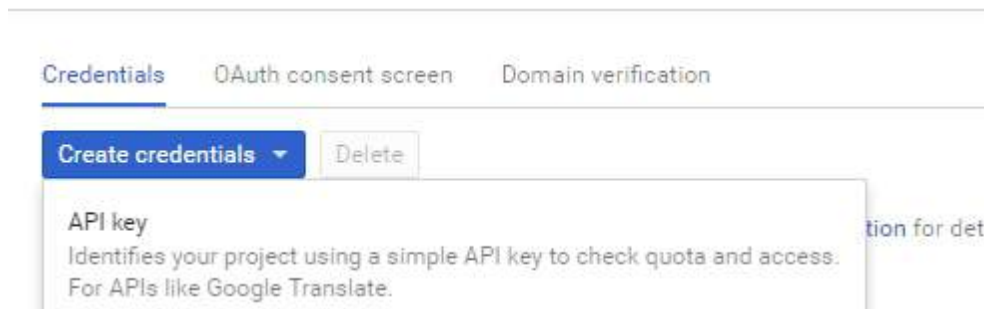 Credentials OAuth consent screen Domain verification
Create credentials Delete
API key
tion for det
Identifies your project using a simple API key to check quota and access.
For APIs like Google Translate.